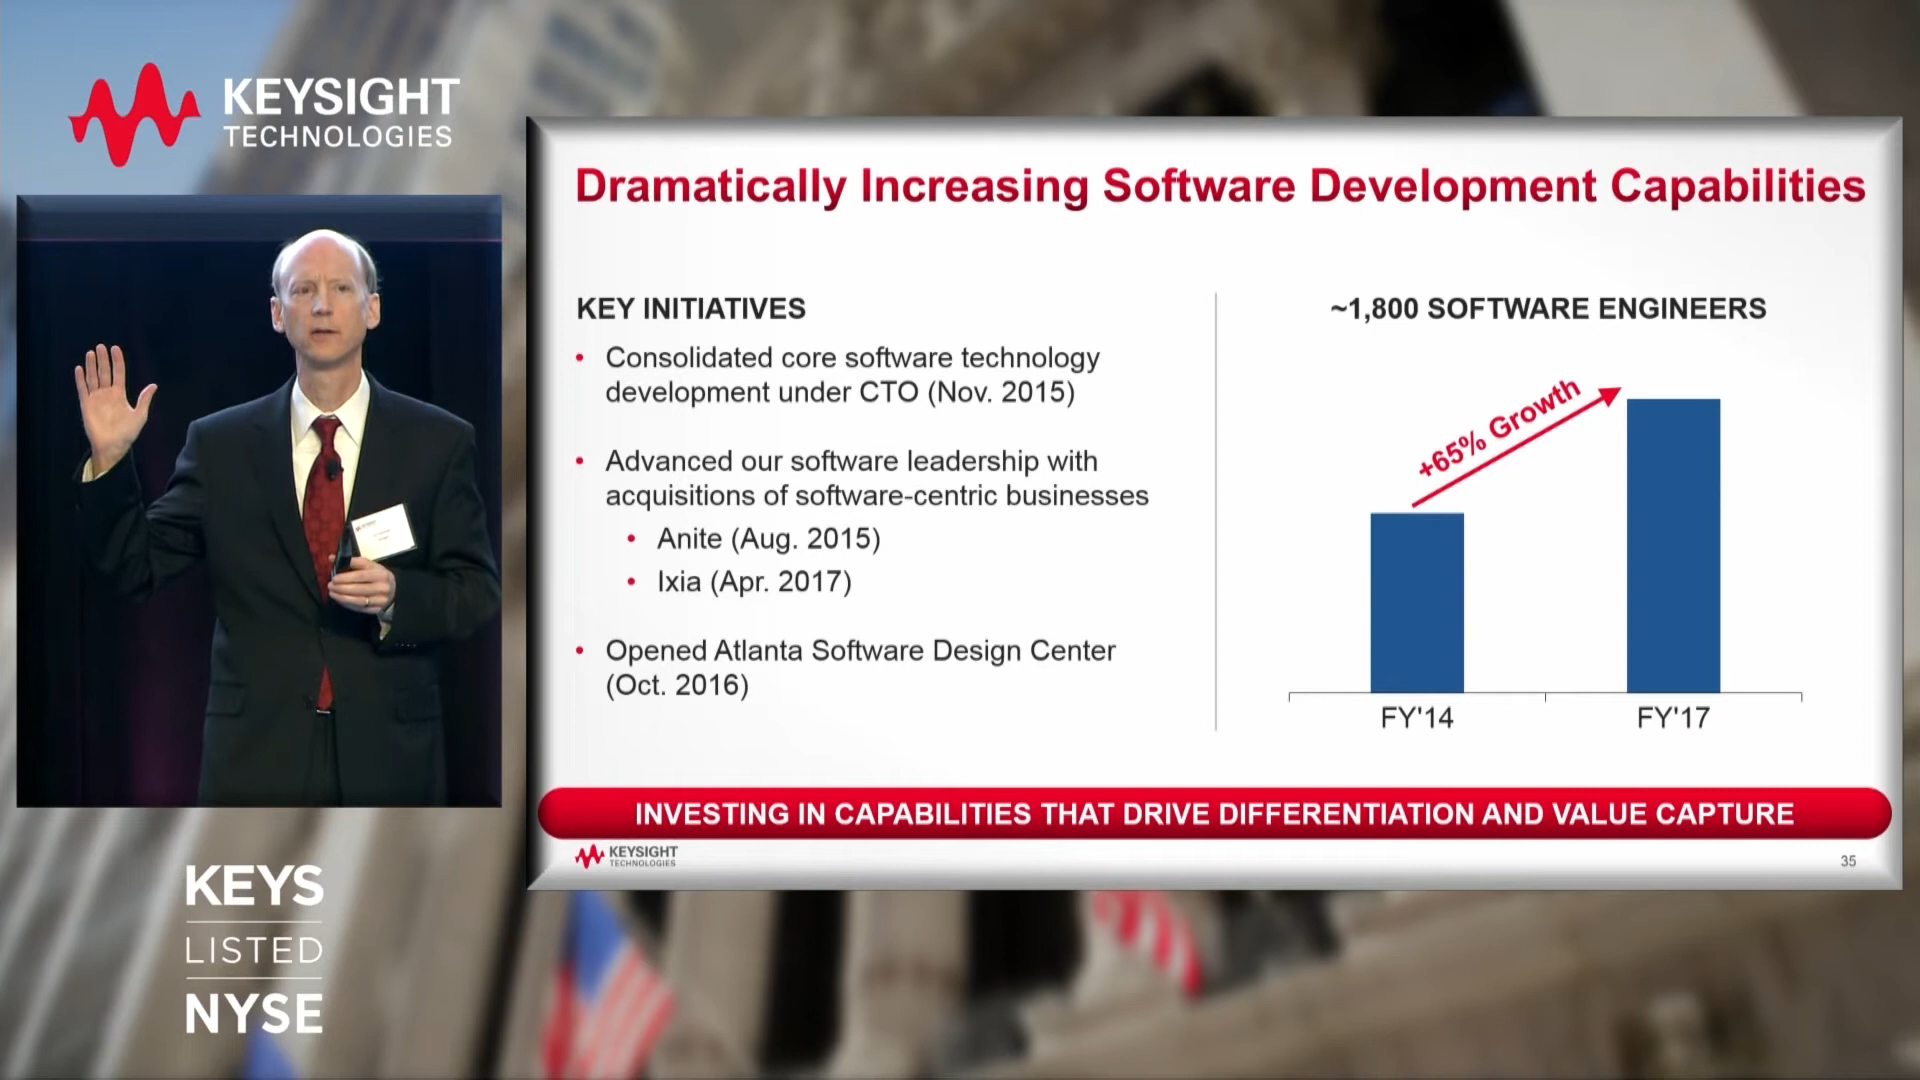 KEYSIGHT
TECHNOLOGIES
Dramatically Increasing Software Development Capabilities
KEY INITIATIVES
• Consolidated core software technology
development under CTO (Nov. 2015)
• Advanced our software leadership with
acquisitions of software-centric businesses
• Anite (Aug. 2015)
• Ixia (Apr. 2017)
• Opened Atlanta Software Design Center
(Oct. 2016)
~1,800 SOFTWARE ENGINEERS
+65% Growth
FY'14
FY'17
INVESTING IN CAPABILITIES THAT DRIVE DIFFERENTIATION AND VALUE CAPTURE
KEYSIGHT
TECHNOLOGIES
35
KEYS
LISTED
NYSE